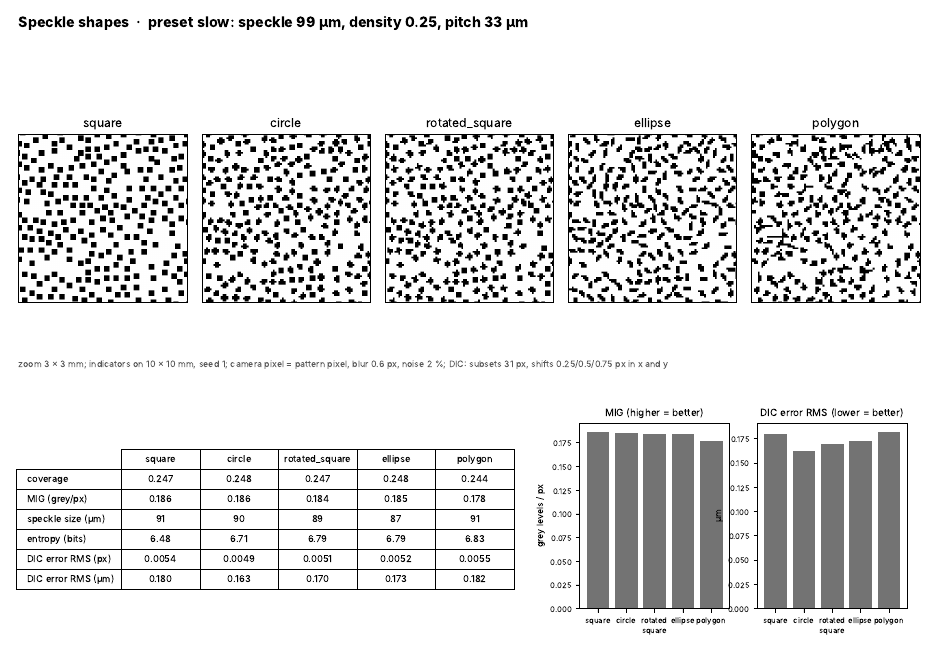 Speckle shapes · preset slow: speckle 99 µm, density 0.25, pitch 33 µm
square circle rotated_square ellipse polygon
zoom 3 × 3 mm; indicators on 10 × 10 mm, seed 1; camera pixel = pattern pixel, blur 0.6 px, noise 2 %; DIC: subsets 31 px, shifts 0.25/0.5/0.75 px in x and y
square circle rotated_square ellipse polygon
coverage 0.247 0.248 0.247 0.248 0.244
MIG (grey/px) 0.186 0.186 0.184 0.185 0.178
speckle size (µm) 91 90 89 87 91
entropy (bits) 6.48 6.71 6.79 6.79 6.83
DIC error RMS (px) 0.0054 0.0049 0.0051 0.0052 0.0055
DIC error RMS (µm) 0.180 0.163 0.170 0.173 0.182
MIG (higher = better)
grey levels / px
0.175
0.150
0.125
0.100
0.075
0.050
0.025
0.000
square circle rotated ellipse polygon
square
DIC error RMS (lower = better)
µm
0.175
0.150
0.125
0.100
0.075
0.050
0.025
0.000
square circle rotated ellipse polygon
square